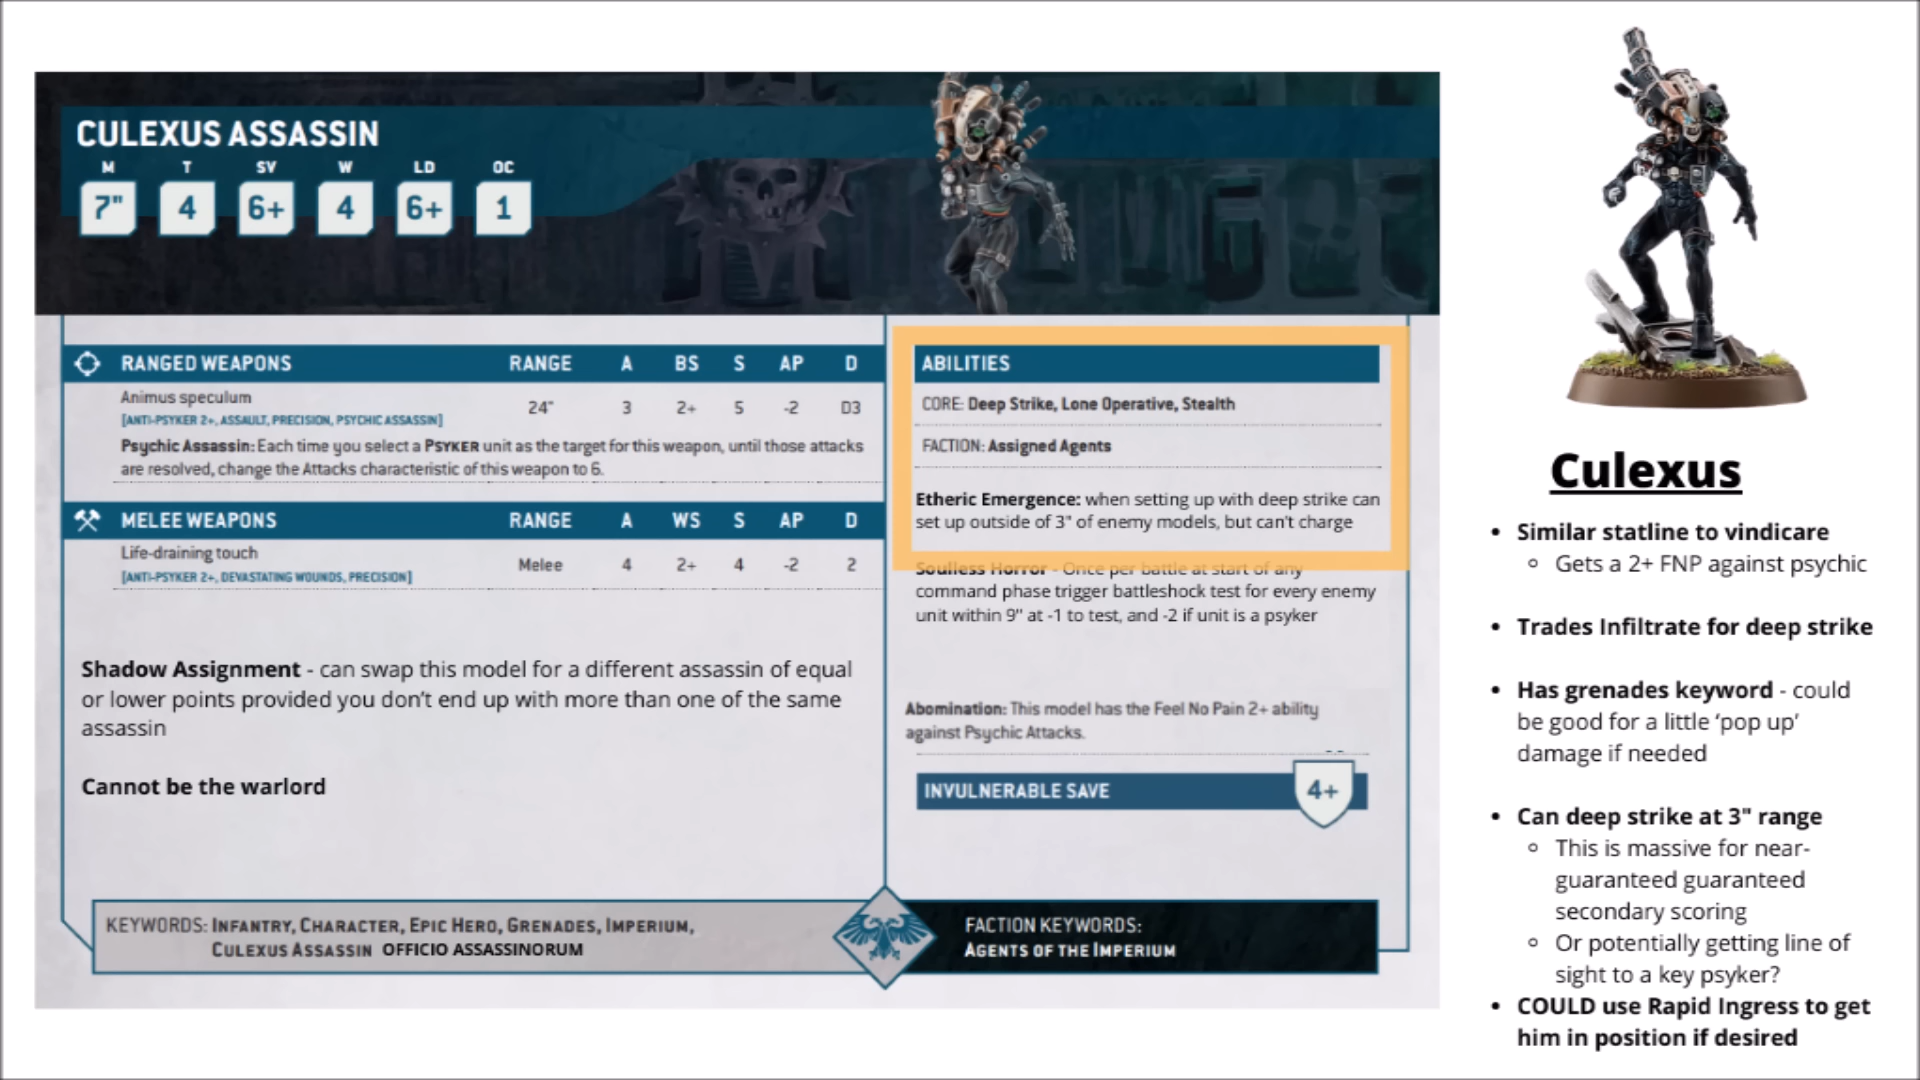 CULEXUS ASSASSIN
M T SV W LD OC
7" 4 6+ 4 6+ 1
RANGED WEAPONS RANGE A BS S AP D
Animus speculum 24" 3 2+ 5 -2 D3
[ANTI-PSYKER 2+, ASSAULT, PRECISION, PSYCHIC ASSASSIN]
Psychic Assassin: Each time you select a PSYKER unit as the target for this weapon, until those attacks
are resolved, change the Attacks characteristic of this weapon to 6.
MELEE WEAPONS RANGE A WS S AP D
Life-draining touch Melee 4 2+ 4 -2 2
[ANTI-PSYKER 2+, DEVASTATING WOUNDS, PRECISION]
Shadow Assignment - can swap this model for a different assassin of equal
or lower points provided you don't end up with more than one of the same
assassin
Cannot be the warlord
ABILITIES
CORE: Deep Strike, Lone Operative, Stealth
FACTION: Assigned Agents
Etheric Emergence: when setting up with deep strike can
set up outside of 3" of enemy models, but can't charge
Soulless Horror - Once per battle at start of any
command phase trigger battleshock test for every enemy
unit within 9" at -1 to test, and -2 if unit is a psyker
Abomination: This model has the Feel No Pain 2+ ability
against Psychic Attacks.
INVULNERABLE SAVE 4+
KEYWORDS: INFANTRY, CHARACTER, EPIC HERO, GRENADES, IMPERIUM,
CULEXUS ASSASSIN OFFICIO ASSASSINORUM
FACTION KEYWORDS:
AGENTS OF THE IMPERIUM
Culexus
• Similar statline to vindicare
◦ Gets a 2+ FNP against psychic
• Trades Infiltrate for deep strike
• Has grenades keyword - could
be good for a little 'pop up'
damage if needed
• Can deep strike at 3" range
◦ This is massive for near-
guaranteed guaranteed
secondary scoring
◦ Or potentially getting line of
sight to a key psyker?
• COULD use Rapid Ingress to get
him in position if desired